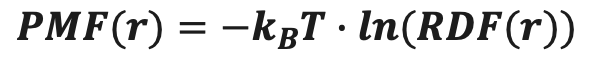 PMF(r) = −k_BT · ln(RDF(r))